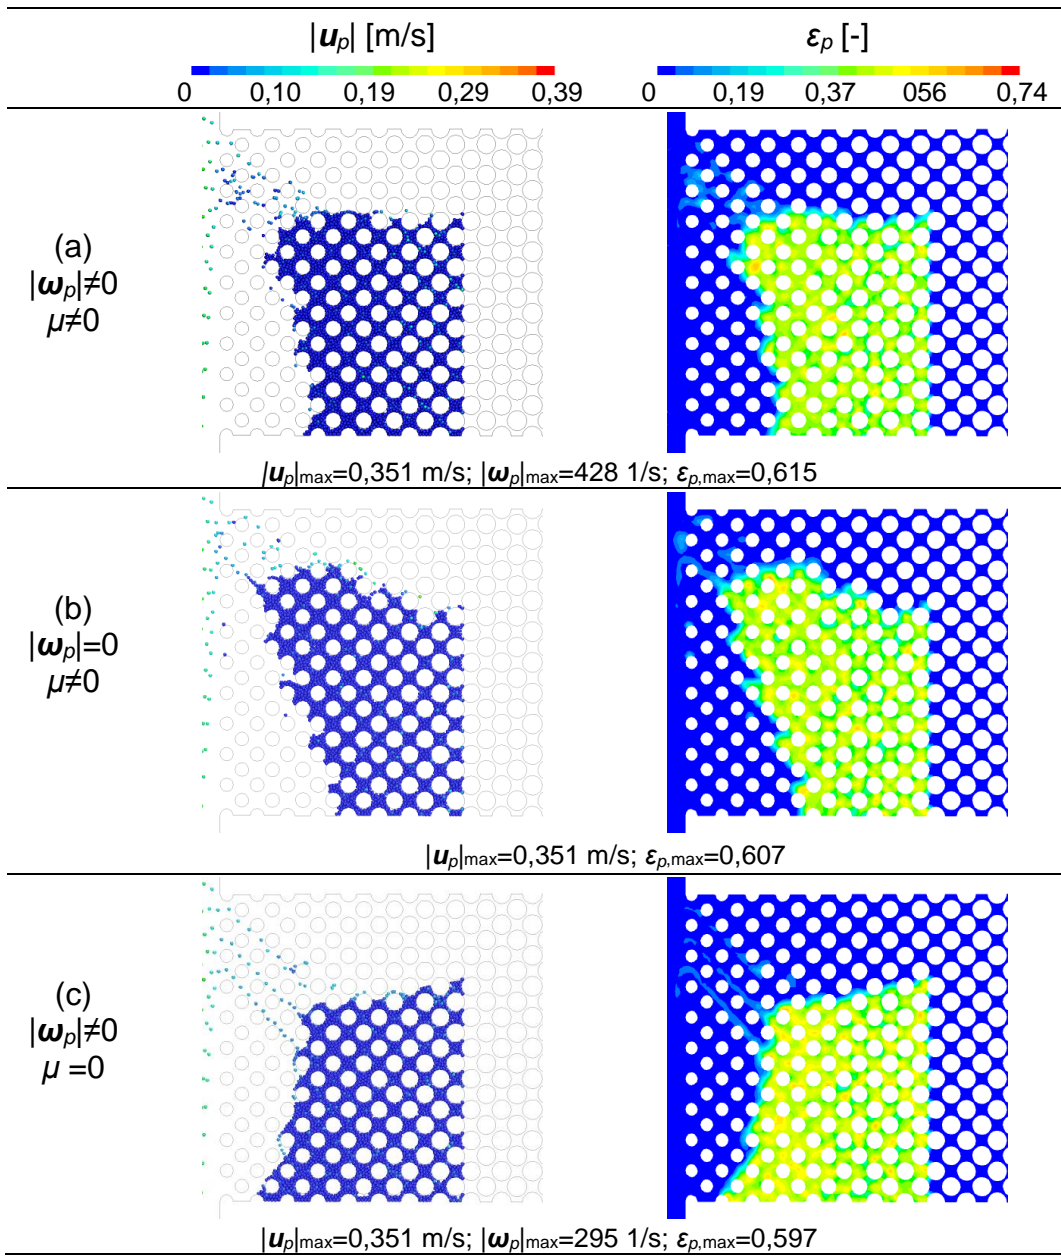 |u_p| [m/s] ε_p [-]
0 0,10 0,19 0,29 0,39 0 0,19 0,37 056 0,74
(a)
|ω_p|≠0
μ≠0
|u_p|max=0,351 m/s; |ω_p|max=428 1/s; ε_p,max=0,615
(b)
|ω_p|=0
μ≠0
|u_p|max=0,351 m/s; ε_p,max=0,607
(c)
|ω_p|≠0
μ =0
|u_p|max=0,351 m/s; |ω_p|max=295 1/s; ε_p,max=0,597